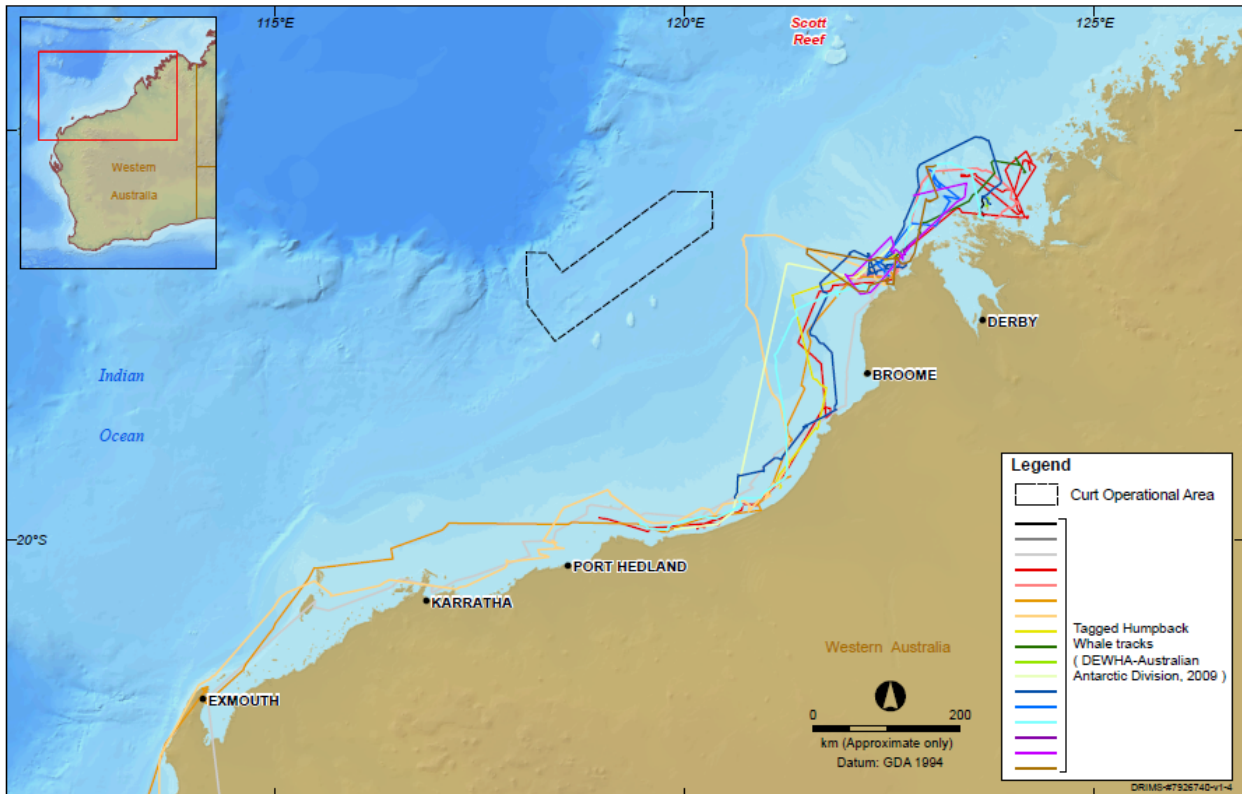 115°E
120°E
125°E
Scott
Reef
Western
Australia
DERBY
BROOME
Indian
Ocean
20°S
PORT HEDLAND
KARRATHA
EXMOUTH
Western Australia
0
200
km (Approximate only)
Datum: GDA 1994
Legend
Curt Operational Area
Tagged Humpback
Whale tracks
( DEWHA-Australian
Antarctic Division, 2009 )
DRIMS-#7926740-v1-4